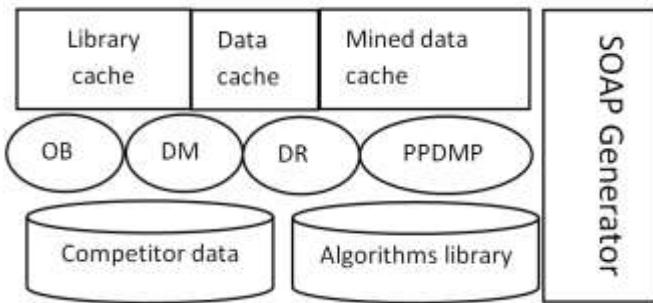 Library
cache
Data
cache
Mined data
cache
OB
DM
DR
PPDMP
Competitor data
Algorithms library
SOAP Generator